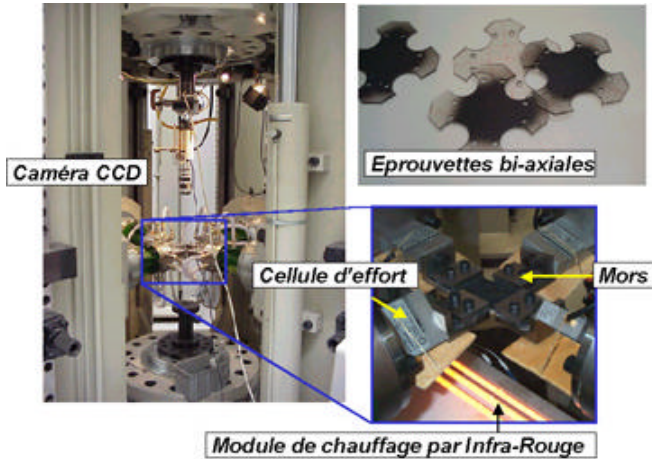 Eprouvettes bi-axiales
Caméra CCD
Cellule d'effort
Mors
Module de chauffage par Infra-Rouge